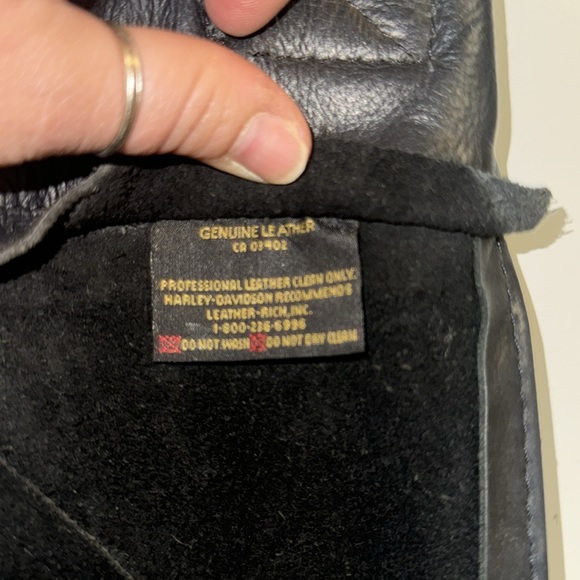 GENUINE LEATHER
CA 03402
PROFESSIONAL LEATHER CLEAN ONLY.
HARLEY-DAVIDSON RECOMMENDS
LEATHER-RICH, INC.
1-800-236-6996
DO NOT WASH DO NOT DRY CLEAN